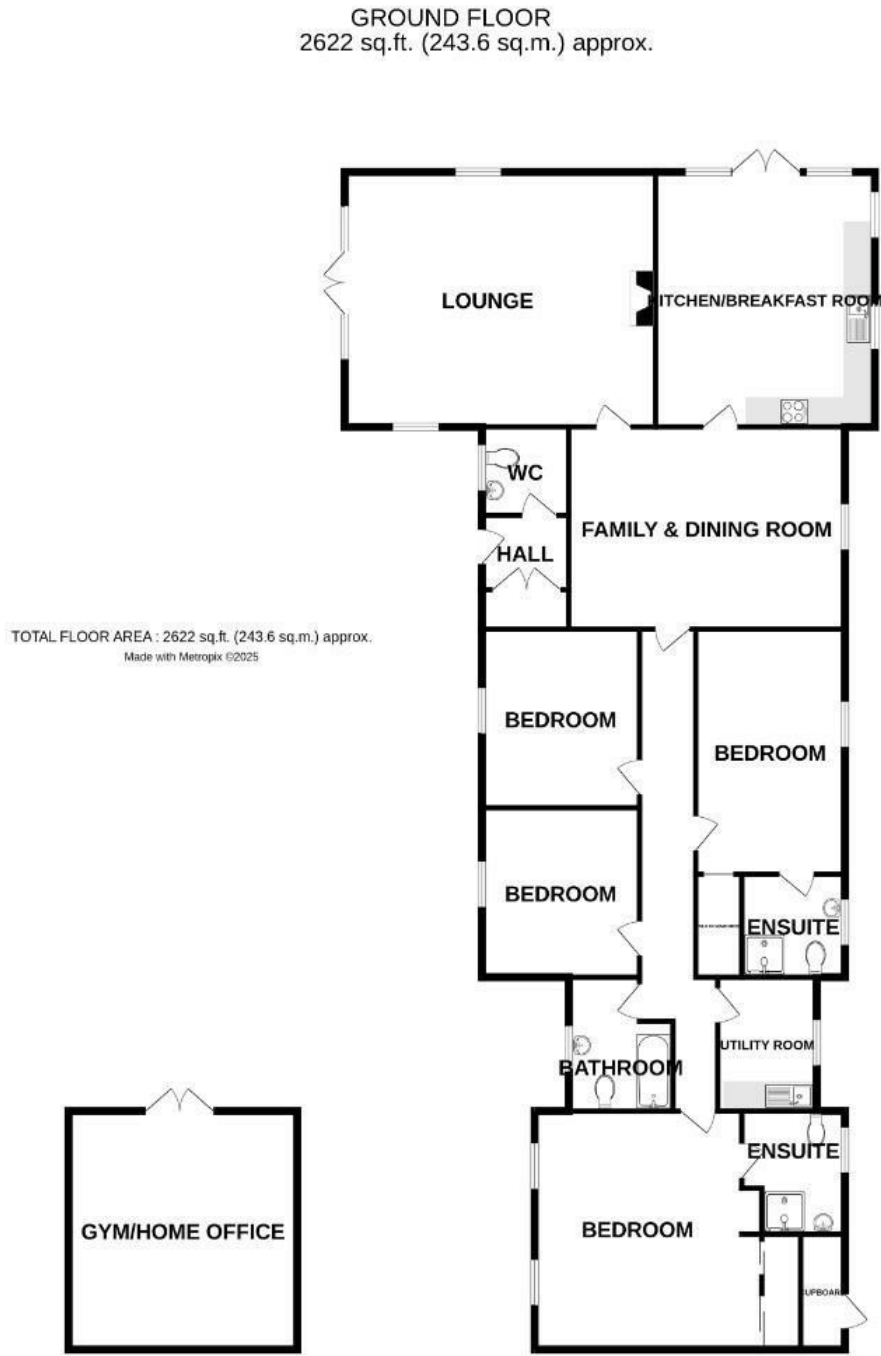 GROUND FLOOR
2622 sq.ft. (243.6 sq.m.) approx.
LOUNGE
KITCHEN/BREAKFAST ROOM
WC
HALL
FAMILY & DINING ROOM
TOTAL FLOOR AREA : 2622 sq.ft. (243.6 sq.m.) approx.
Made with Metropix ©2025
BEDROOM
BEDROOM
BEDROOM
ENSUITE
UTILITY ROOM
BATHROOM
ENSUITE
GYM/HOME OFFICE
BEDROOM
CUPBOARD